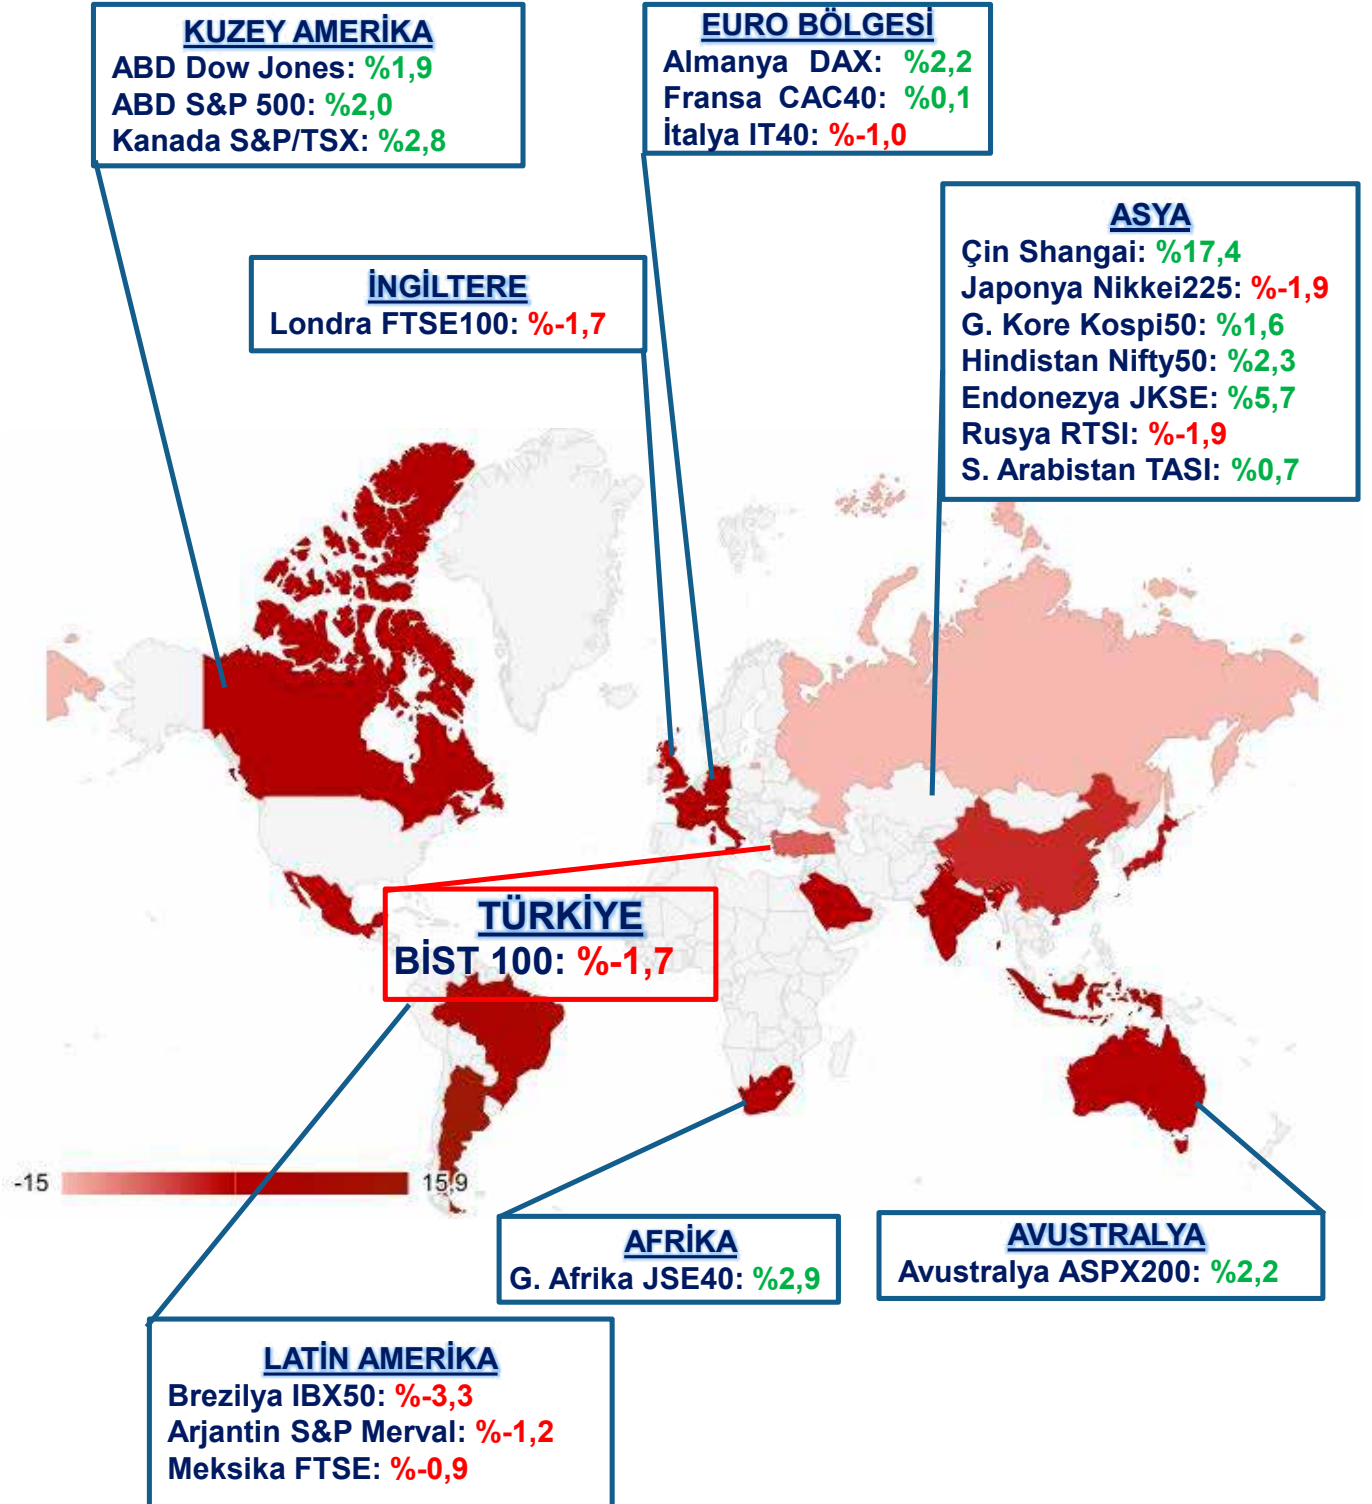 KUZEY AMERİKA
ABD Dow Jones: %1,9
ABD S&P 500: %2,0
Kanada S&P/TSX: %2,8
EURO BÖLGESİ
Almanya DAX: %2,2
Fransa CAC40: %0,1
İtalya IT40: %-1,0
ASYA
Çin Shangai: %17,4
Japonya Nikkei225: %-1,9
G. Kore Kospi50: %1,6
Hindistan Nifty50: %2,3
Endonezya JKSE: %5,7
Rusya RTSI: %-1,9
S. Arabistan TASI: %0,7
İNGİLTERE
Londra FTSE100: %-1,7
TÜRKİYE
BİST 100: %-1,7
-15
15,9
AFRİKA
G. Afrika JSE40: %2,9
AVUSTRALYA
Avustralya ASPX200: %2,2
LATİN AMERİKA
Brezilya IBX50: %-3,3
Arjantin S&P Merval: %-1,2
Meksika FTSE: %-0,9